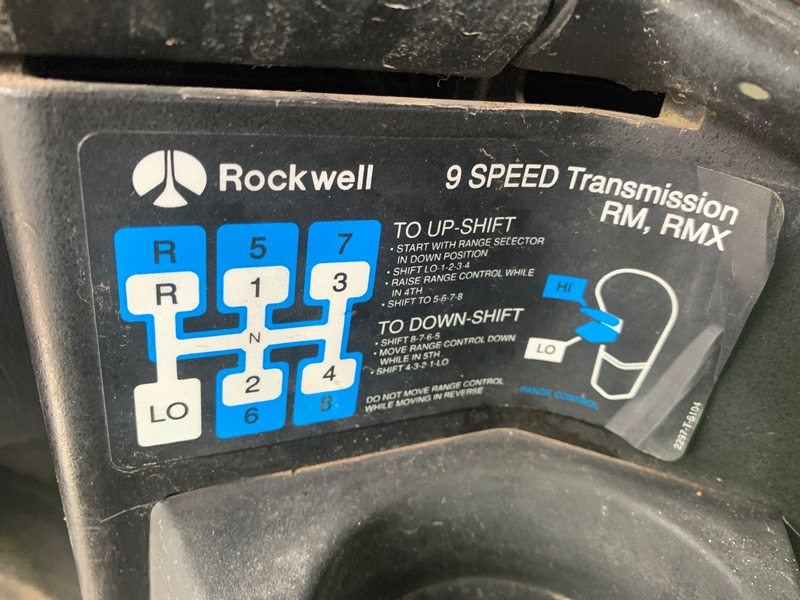 Rockwell
9 SPEED Transmission
RM, RMX
R 5 7
R 1 3
N
LO 2 4
6 8
TO UP-SHIFT
• START WITH RANGE SELECTOR
IN DOWN POSITION
• SHIFT LO-1-2-3-4
• RAISE RANGE CONTROL WHILE
IN 4TH
• SHIFT TO 5-6-7-8
TO DOWN-SHIFT
• SHIFT 8-7-6-5
• MOVE RANGE CONTROL DOWN
WHILE IN 5TH
• SHIFT 4-3-2-1-LO
DO NOT MOVE RANGE CONTROL
WHILE MOVING IN REVERSE
HI
LO
RANGE CONTROL
2297-T-6104